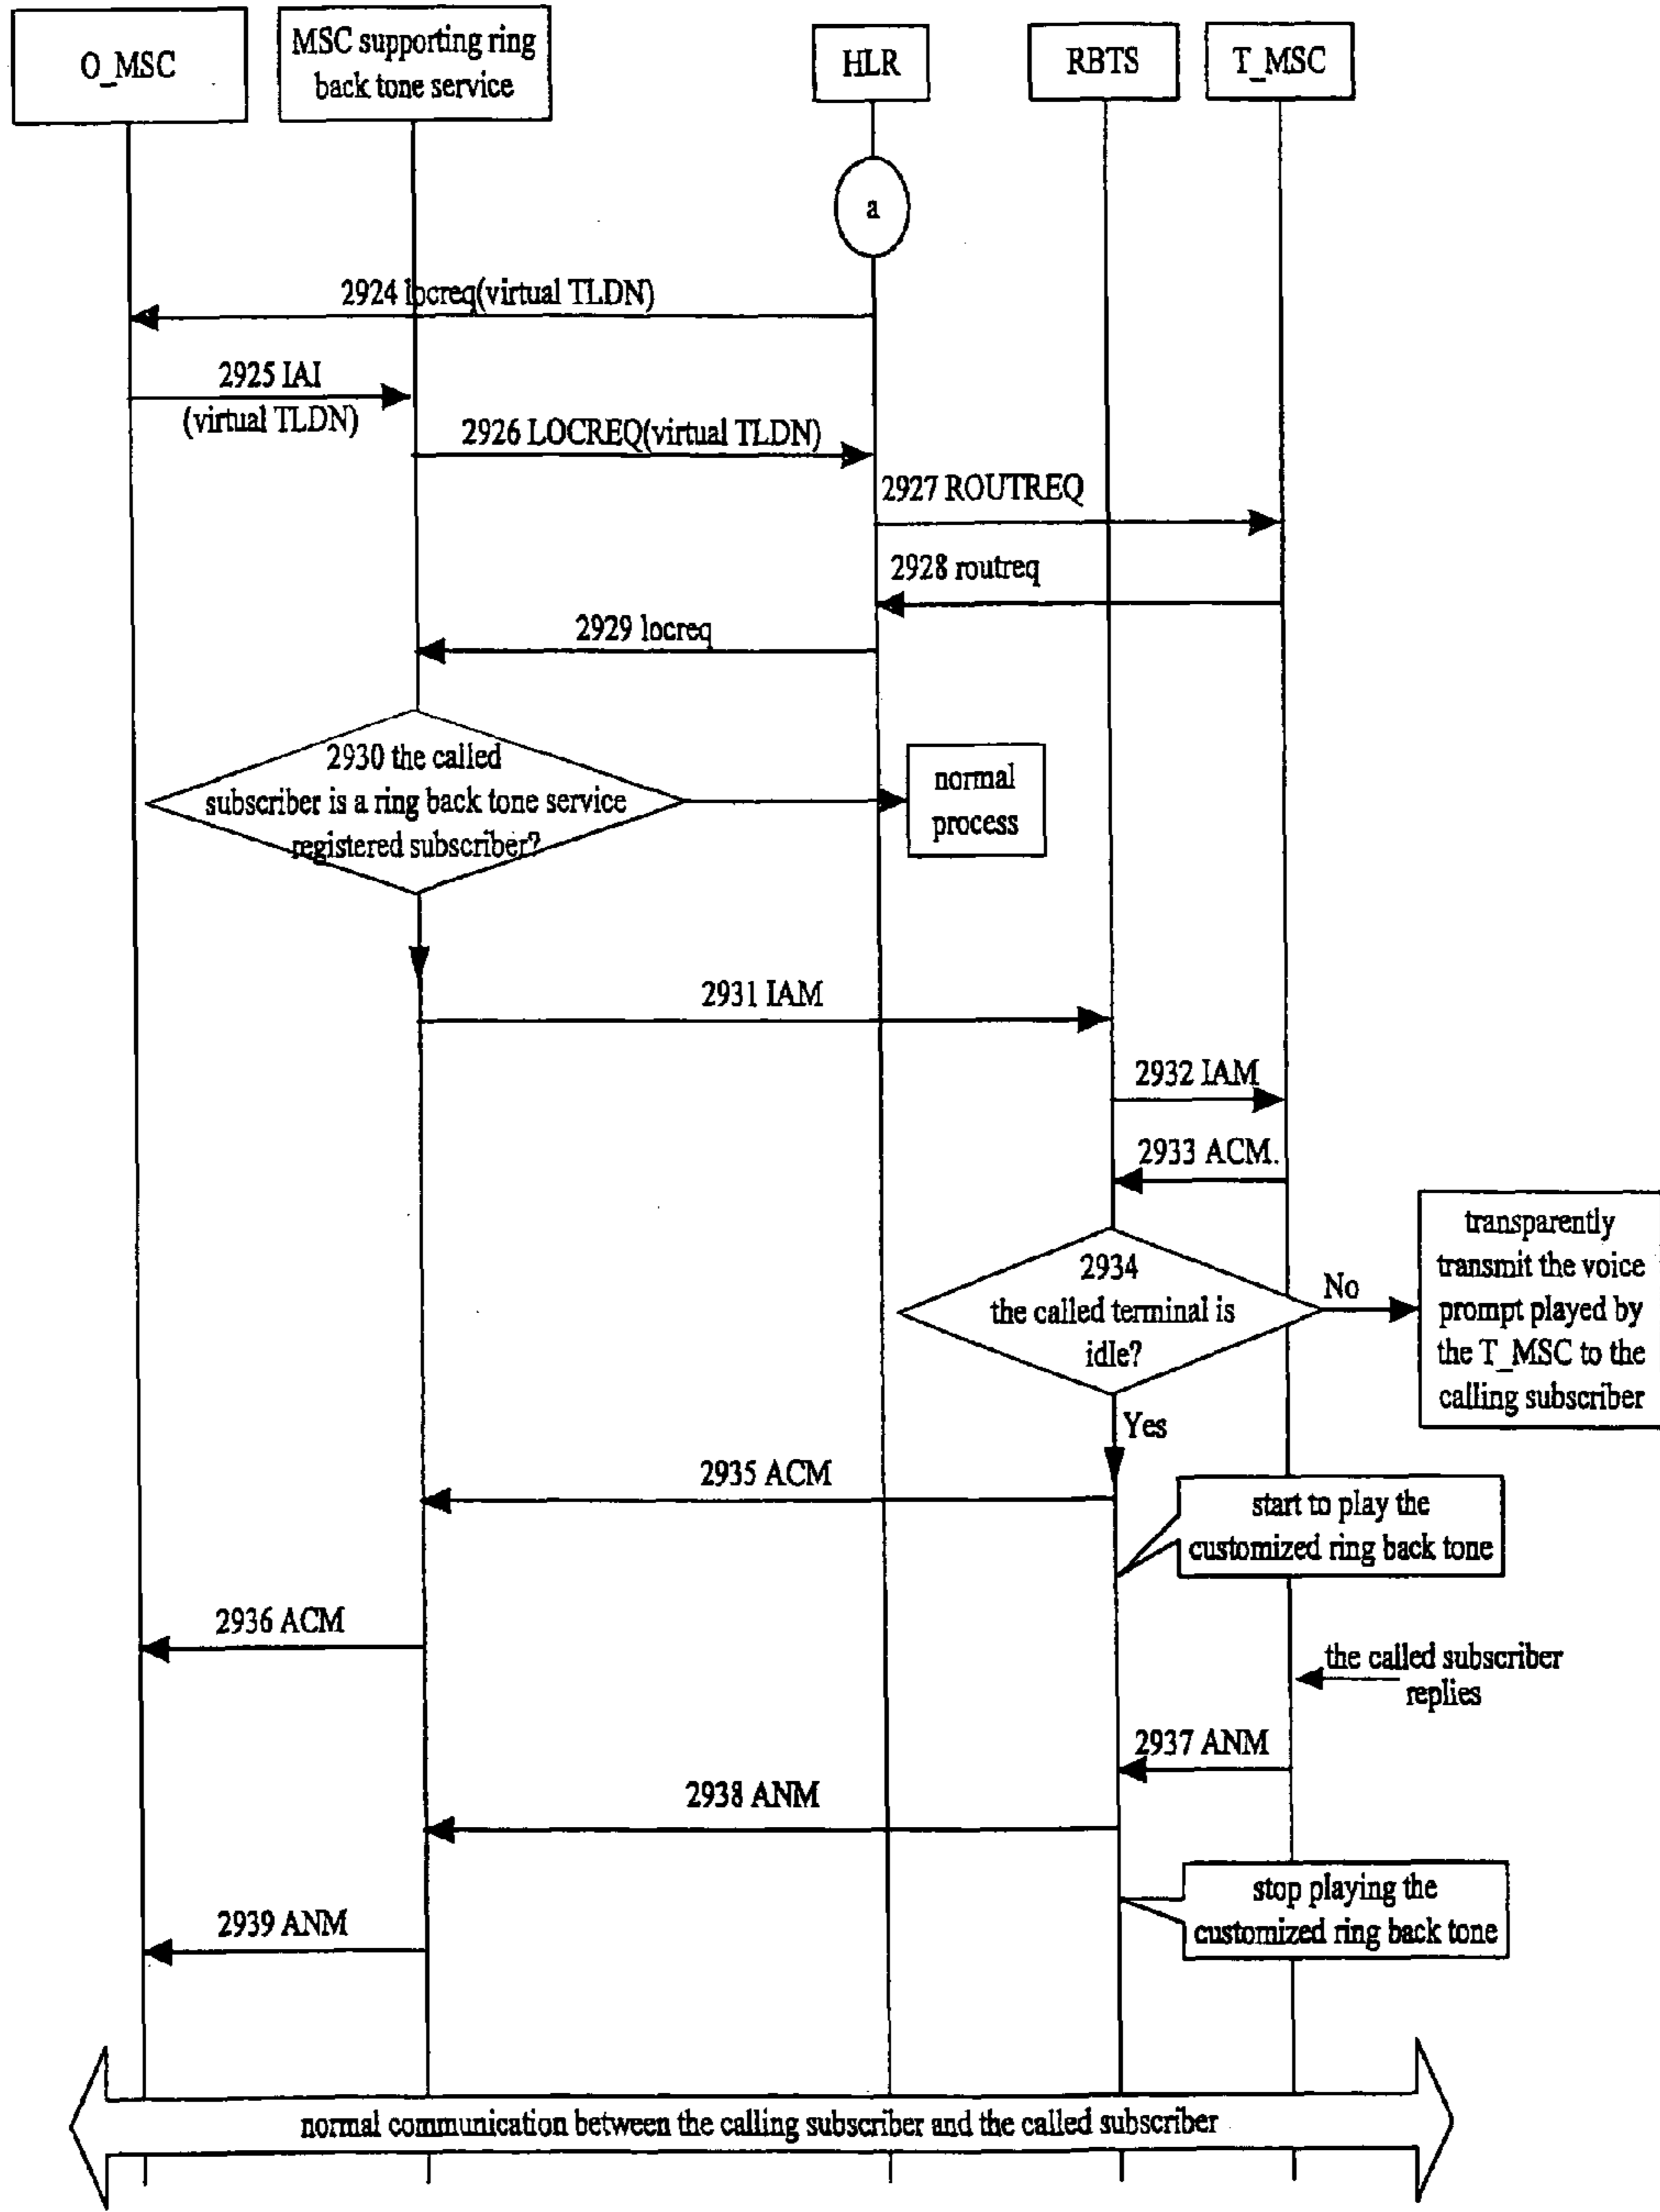 O_MSC
MSC supporting ring
back tone service
HLR
RBTS
T_MSC
a
2924 locreq(virtual TLDN)
2925 IAI
(virtual TLDN)
2926 LOCREQ(virtual TLDN)
2927 ROUTREQ
2928 routreq
2929 locreq
2930 the called
subscriber is a ring back tone service
registered subscriber?
normal
process
2931 IAM
2932 IAM
2933 ACM.
2934
the called terminal is
idle?
No
transparently
transmit the voice
prompt played by
the T_MSC to the
calling subscriber
Yes
2935 ACM
start to play the
customized ring back tone
2936 ACM
the called subscriber
replies
2937 ANM
2938 ANM
stop playing the
customized ring back tone
2939 ANM
normal communication between the calling subscriber and the called subscriber